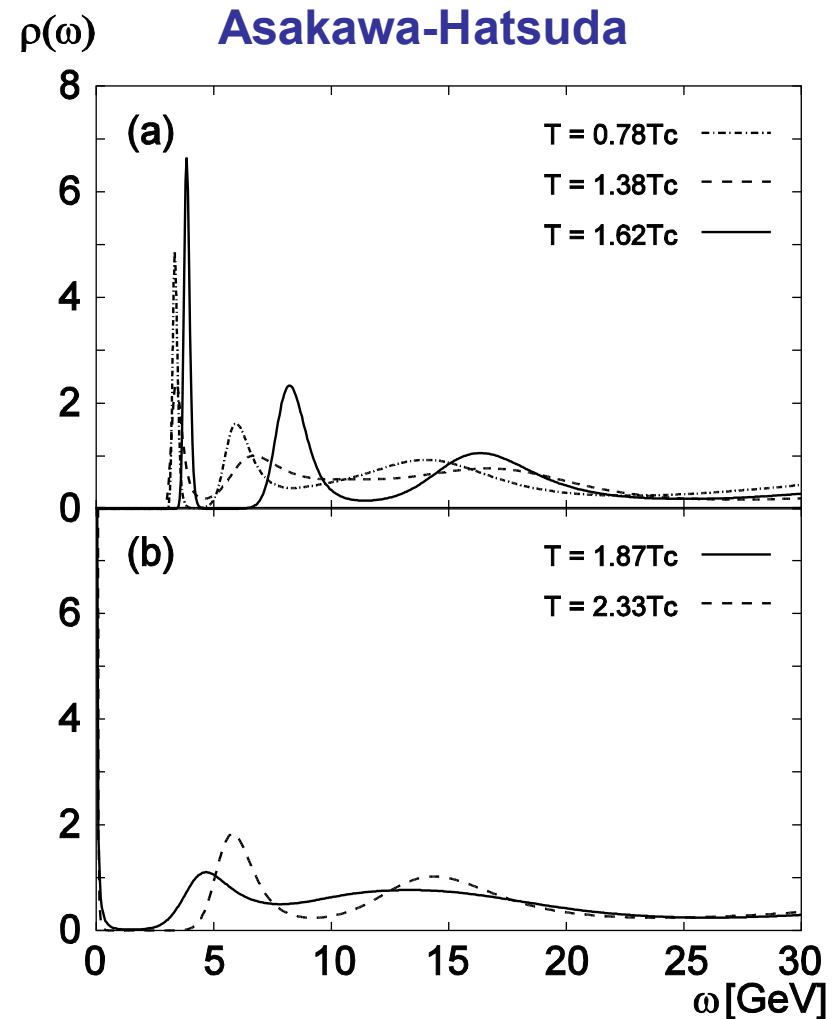 ρ(ω) Asakawa-Hatsuda
8
(a)
T = 0.78Tc
T = 1.38Tc
T = 1.62Tc
6
4
2
0
(b)
T = 1.87Tc
T = 2.33Tc
6
4
2
0
0 5 10 15 20 25 30
ω [GeV]